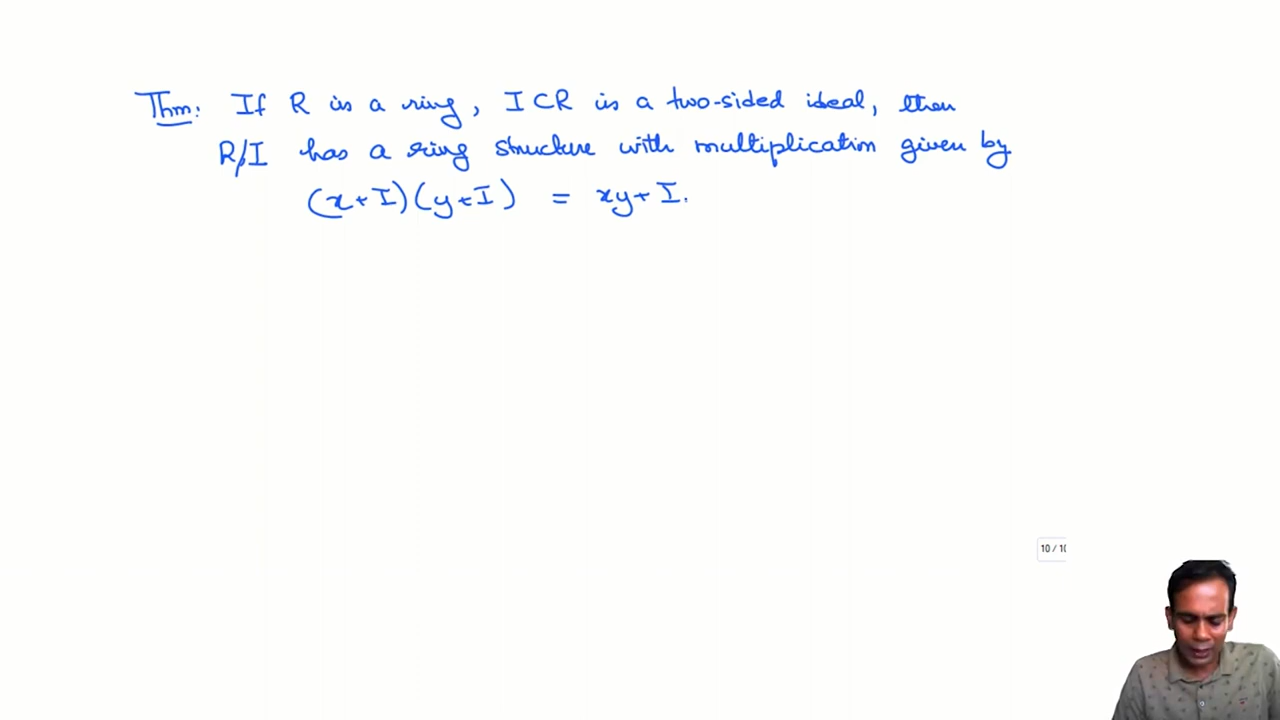 Thm: If R is a ring, I ⊂ R is a two-sided ideal, then
R/I has a ring structure with multiplication given by
(x+I)(y+I) = xy+I.
10 / 10